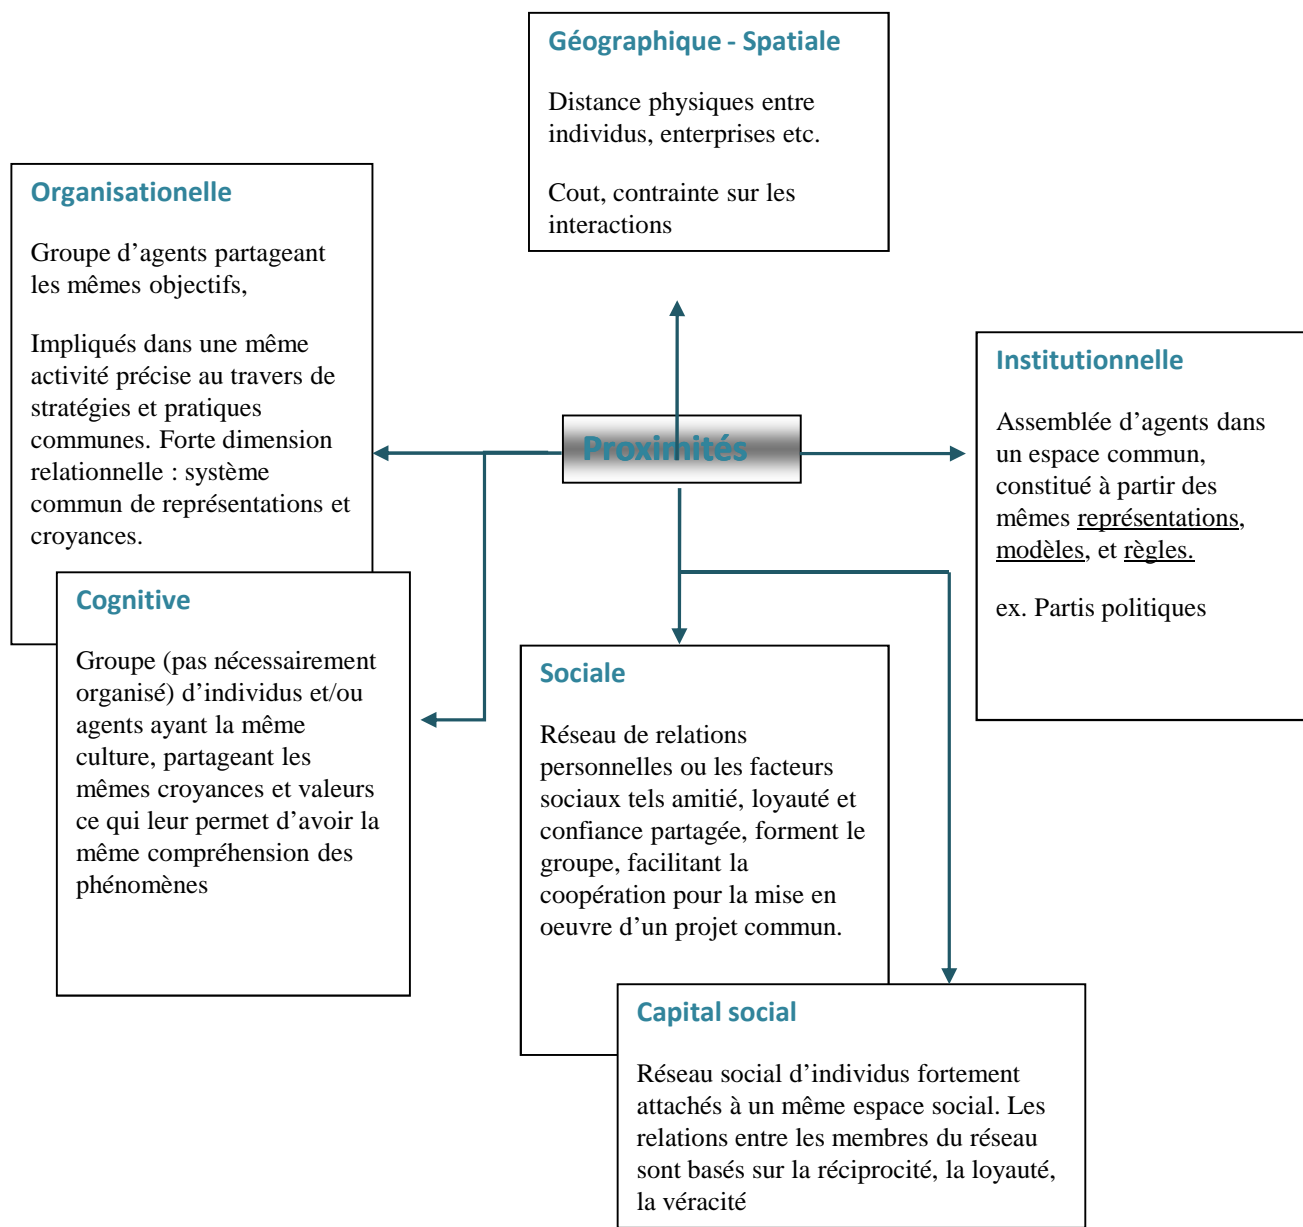 Géographique - Spatiale
Distance physiques entre
individus, enterprises etc.
Cout, contrainte sur les
interactions
Organisationelle
Groupe d’agents partageant
les mêmes objectifs,
Impliqués dans une même
activité précise au travers de
stratégies et pratiques
communes. Forte dimension
relationnelle : système
commun de représentations et
croyances.
Proximités
Institutionnelle
Assemblée d’agents dans
un espace commun,
constitué à partir des
mêmes représentations,
modèles, et règles.
ex. Partis politiques
Cognitive
Groupe (pas nécessairement
organisé) d’individus et/ou
agents ayant la même
culture, partageant les
mêmes croyances et valeurs
ce qui leur permet d’avoir la
même compréhension des
phénomènes
Sociale
Réseau de relations
personnelles ou les facteurs
sociaux tels amitié, loyauté et
confiance partagée, forment le
groupe, facilitant la
coopération pour la mise en
oeuvre d’un projet commun.
Capital social
Réseau social d’individus fortement
attachés à un même espace social. Les
relations entre les membres du réseau
sont basés sur la réciprocité, la loyauté,
la véracité